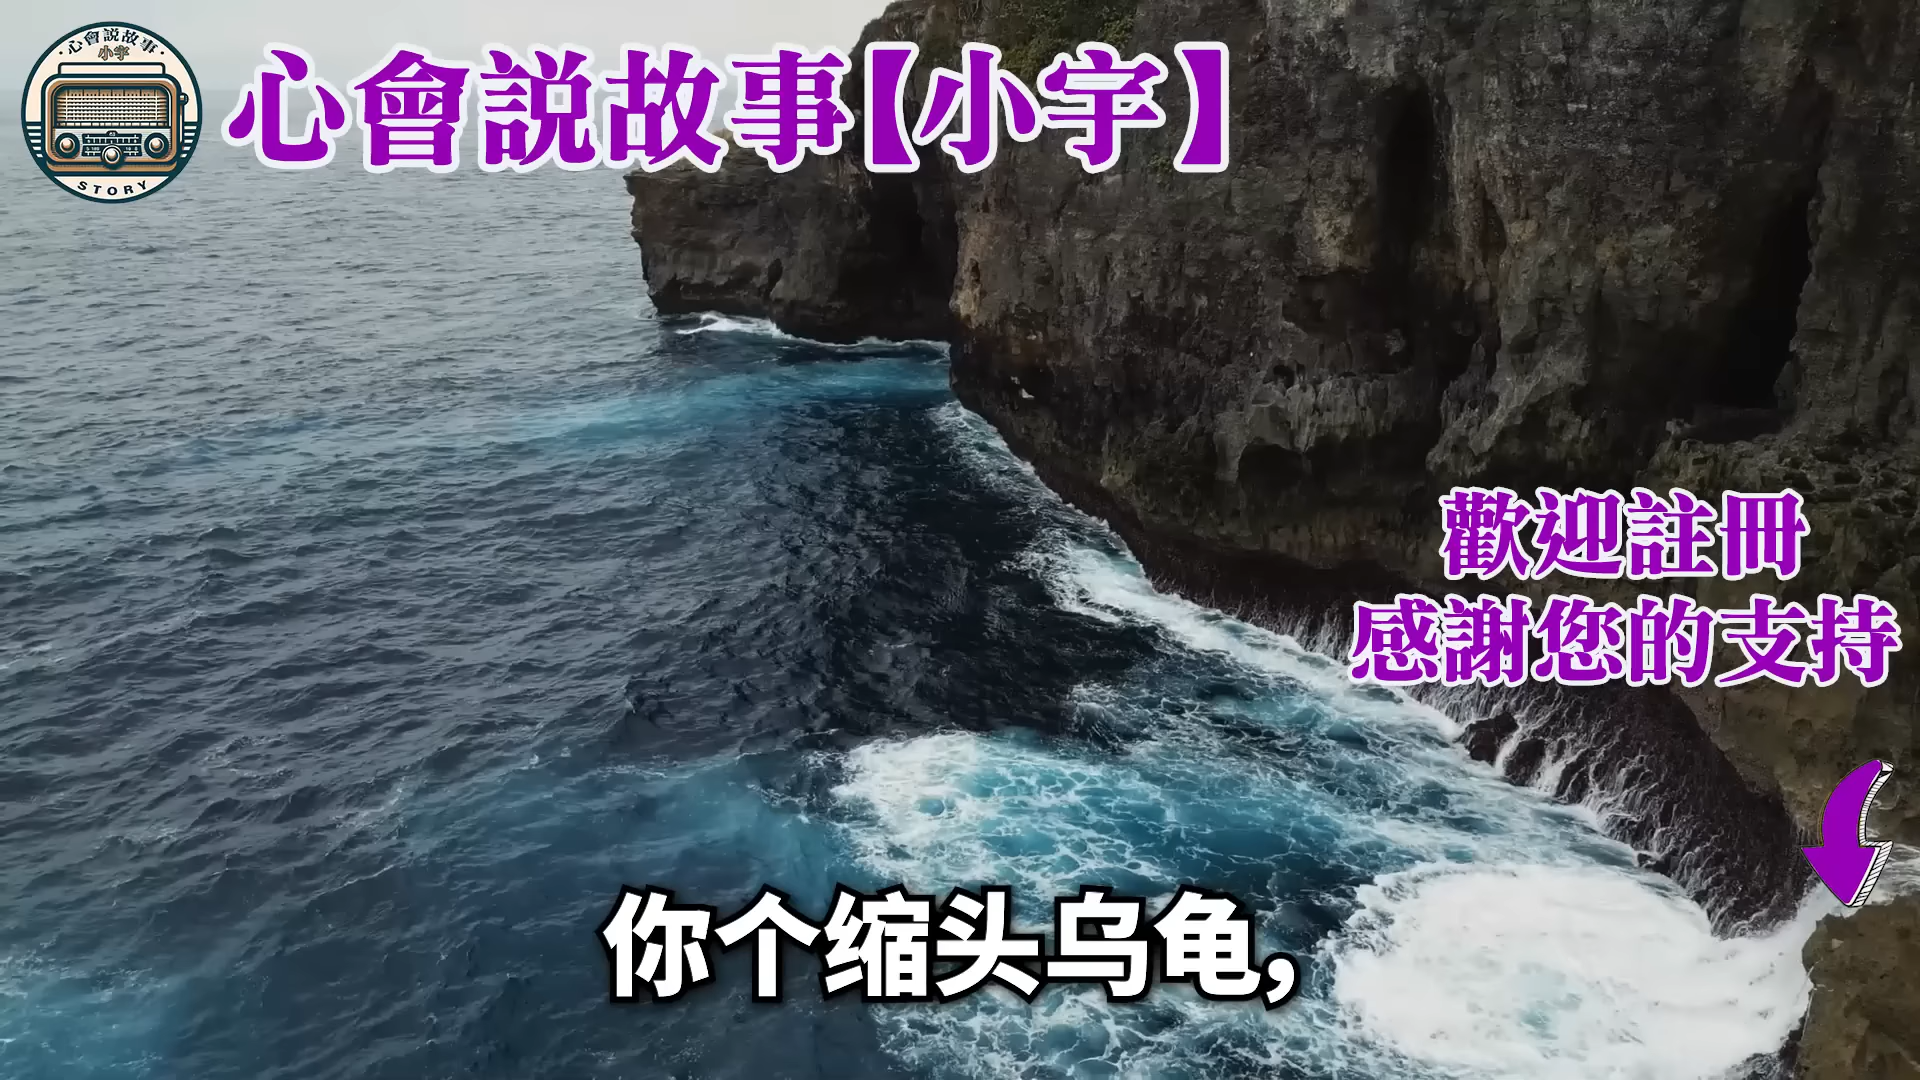 ·心會説故事·
小宇
STORY
心會説故事【小宇】
歡迎註冊
感謝您的支持
你个缩头乌龟,